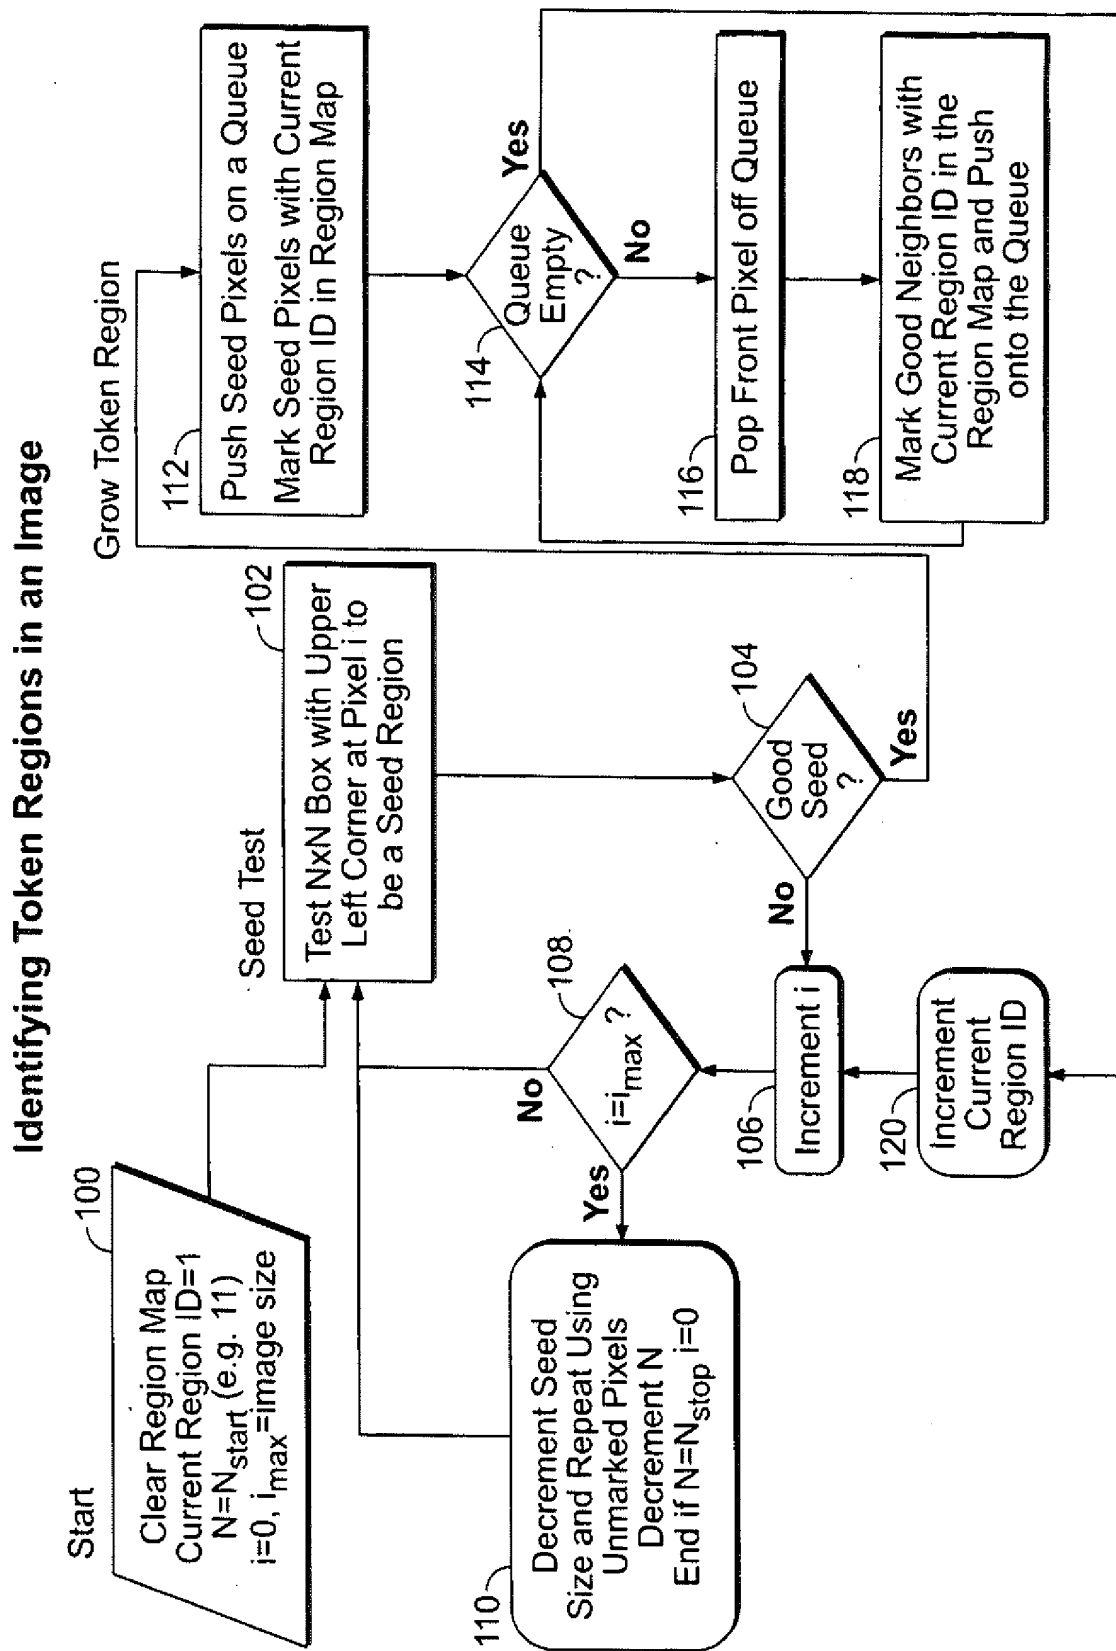 Identifying Token Regions in an Image
Start
100
Clear Region Map
Current Region ID=1
N=Nstart (e.g. 11)
i=0, imax=image size
Seed Test
102
Test NxN Box with Upper
Left Corner at Pixel i to
be a Seed Region
Grow Token Region
112
Push Seed Pixels on a Queue
Mark Seed Pixels with Current
Region ID in Region Map
110
Decrement Seed
Size and Repeat Using
Unmarked Pixels
Decrement N
End if N=Nstop i=0
Yes
108
i=imax ?
No
106
Increment i
No
104
Good
Seed
?
Yes
120
Increment
Current
Region ID
114
Queue
Empty
?
Yes
No
116
Pop Front Pixel off Queue
118
Mark Good Neighbors with
Current Region ID in the
Region Map and Push
onto the Queue